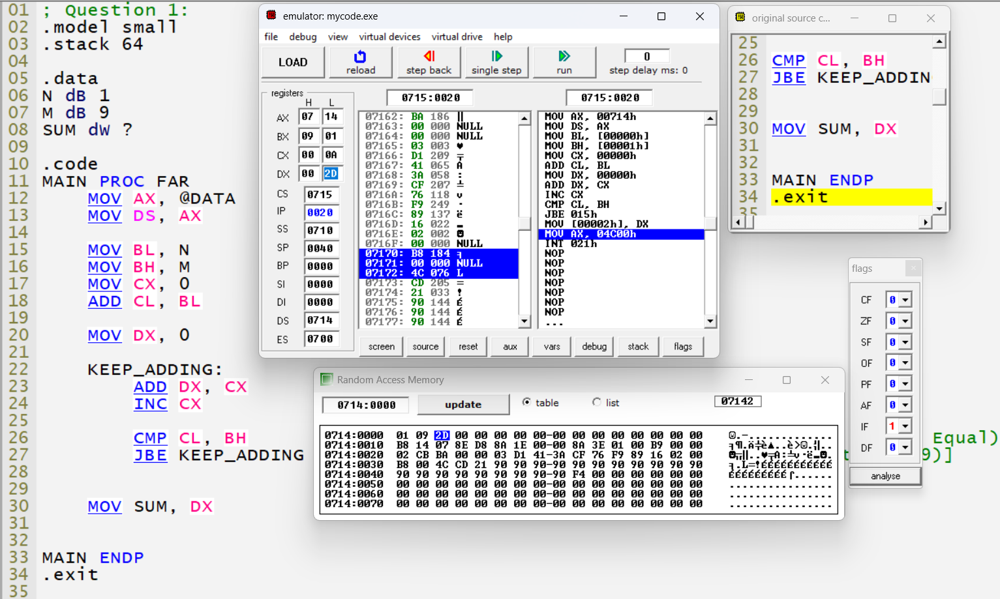 01 ; Question 1:
02 .model small
03 .stack 64
04
05 .data
06 N dB 1
07 M dB 9
08 SUM dW ?
09
10 .code
11 MAIN PROC FAR
12 MOV AX, @DATA
13 MOV DS, AX
14
15 MOV BL, N
16 MOV BH, M
17 MOV CX, 0
18 ADD CL, BL
19
20 MOV DX, 0
21
22 KEEP_ADDING:
23 ADD DX, CX
24 INC CX
25
26 CMP CL, BH
27 JBE KEEP_ADDING
28
29
30 MOV SUM, DX
31
32
33 MAIN ENDP
34 .exit
35
Equal)
9)]
emulator: mycode.exe
file debug view virtual devices virtual drive help
LOAD reload step back single step run 0
step delay ms: 0
registers
H L
AX 07 14
BX 09 01
CX 00 0A
DX 00 2D
CS 0715
IP 0020
SS 0710
SP 0040
BP 0000
SI 0000
DI 0000
DS 0714
ES 0700
0715:0020
07162: BA 186 ║
07163: 00 000 NULL
07164: 00 000 NULL
07165: 03 003 ♥
07166: D1 209 ╤
07167: 41 065 A
07168: 3A 058 :
07169: CF 207 ╧
0716A: 76 118 v
0716B: F9 249 ·
0716C: 89 137 ë
0716D: 16 022 ▬
0716E: 02 002 ☻
0716F: 00 000 NULL
07170: B8 184 ╕
07171: 00 000 NULL
07172: 4C 076 L
07173: CD 205 =
07174: 21 033 !
07175: 90 144 É
07176: 90 144 É
07177: 90 144 É
0715:0020
MOV AX, 00714h
MOV DS, AX
MOV BL, [00000h]
MOV BH, [00001h]
MOV CX, 00000h
ADD CL, BL
MOV DX, 00000h
ADD DX, CX
INC CX
CMP CL, BH
JBE 015h
MOV [00002h], DX
MOV AX, 04C00h
INT 021h
NOP
NOP
NOP
NOP
NOP
NOP
NOP
...
screen source reset aux vars debug stack flags
original source c...
25
26 CMP CL, BH
27 JBE KEEP_ADDIN
28
29
30 MOV SUM, DX
31
32
33 MAIN ENDP
34 .exit
35
flags
CF 0
ZF 0
SF 0
OF 0
PF 0
AF 0
IF 1
DF 0
analyse
Random Access Memory
0714:0000 update table list 07142
0714:0000 01 09 2D 00 00 00 00 00-00 00 00 00 00 00 00 00
0714:0010 B8 14 07 8E D8 8A 1E 00-00 8A 3E 01 00 B9 00 00
0714:0020 02 CB BA 00 00 03 D1 41-3A CF 76 F9 89 16 02 00
0714:0030 B8 00 4C CD 21 90 90 90-90 90 90 90 90 90 90 90
0714:0040 90 90 90 90 90 90 90 90-90 F4 00 00 00 00 00 00
0714:0050 00 00 00 00 00 00 00 00-00 00 00 00 00 00 00 00
0714:0060 00 00 00 00 00 00 00 00-00 00 00 00 00 00 00 00
0714:0070 00 00 00 00 00 00 00 00-00 00 00 00 00 00 00 00